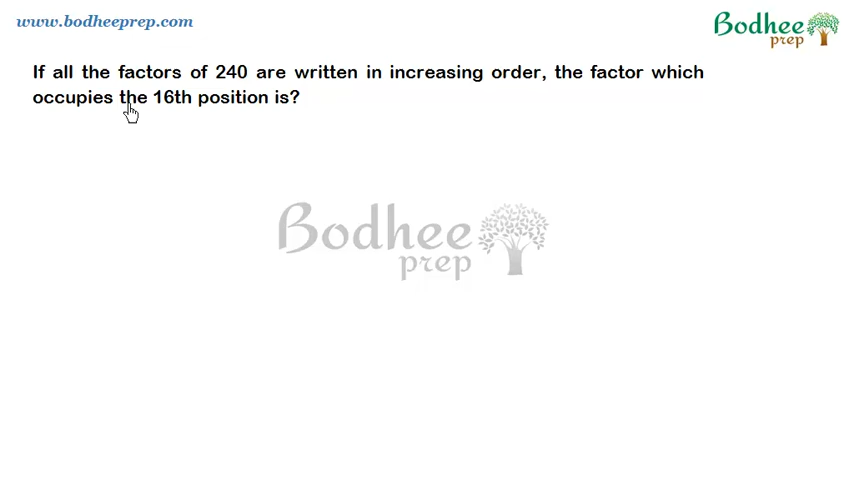 www.bodheeprep.com
Bodhee
prep
If all the factors of 240 are written in increasing order, the factor which
occupies the 16th position is?
Bodhee
prep